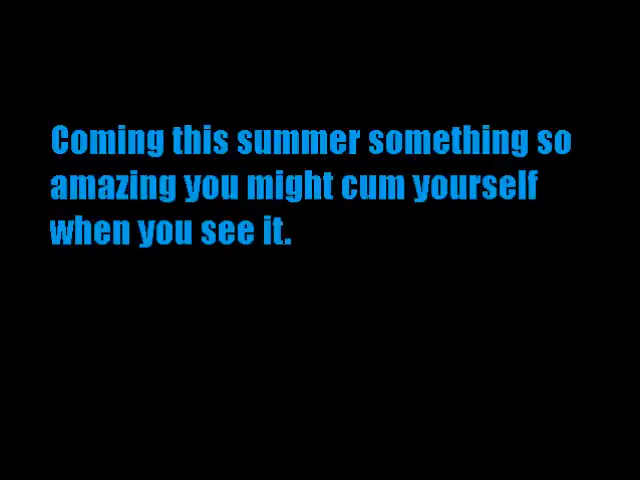 Coming this summer something so
amazing you might cum yourself
when you see it.